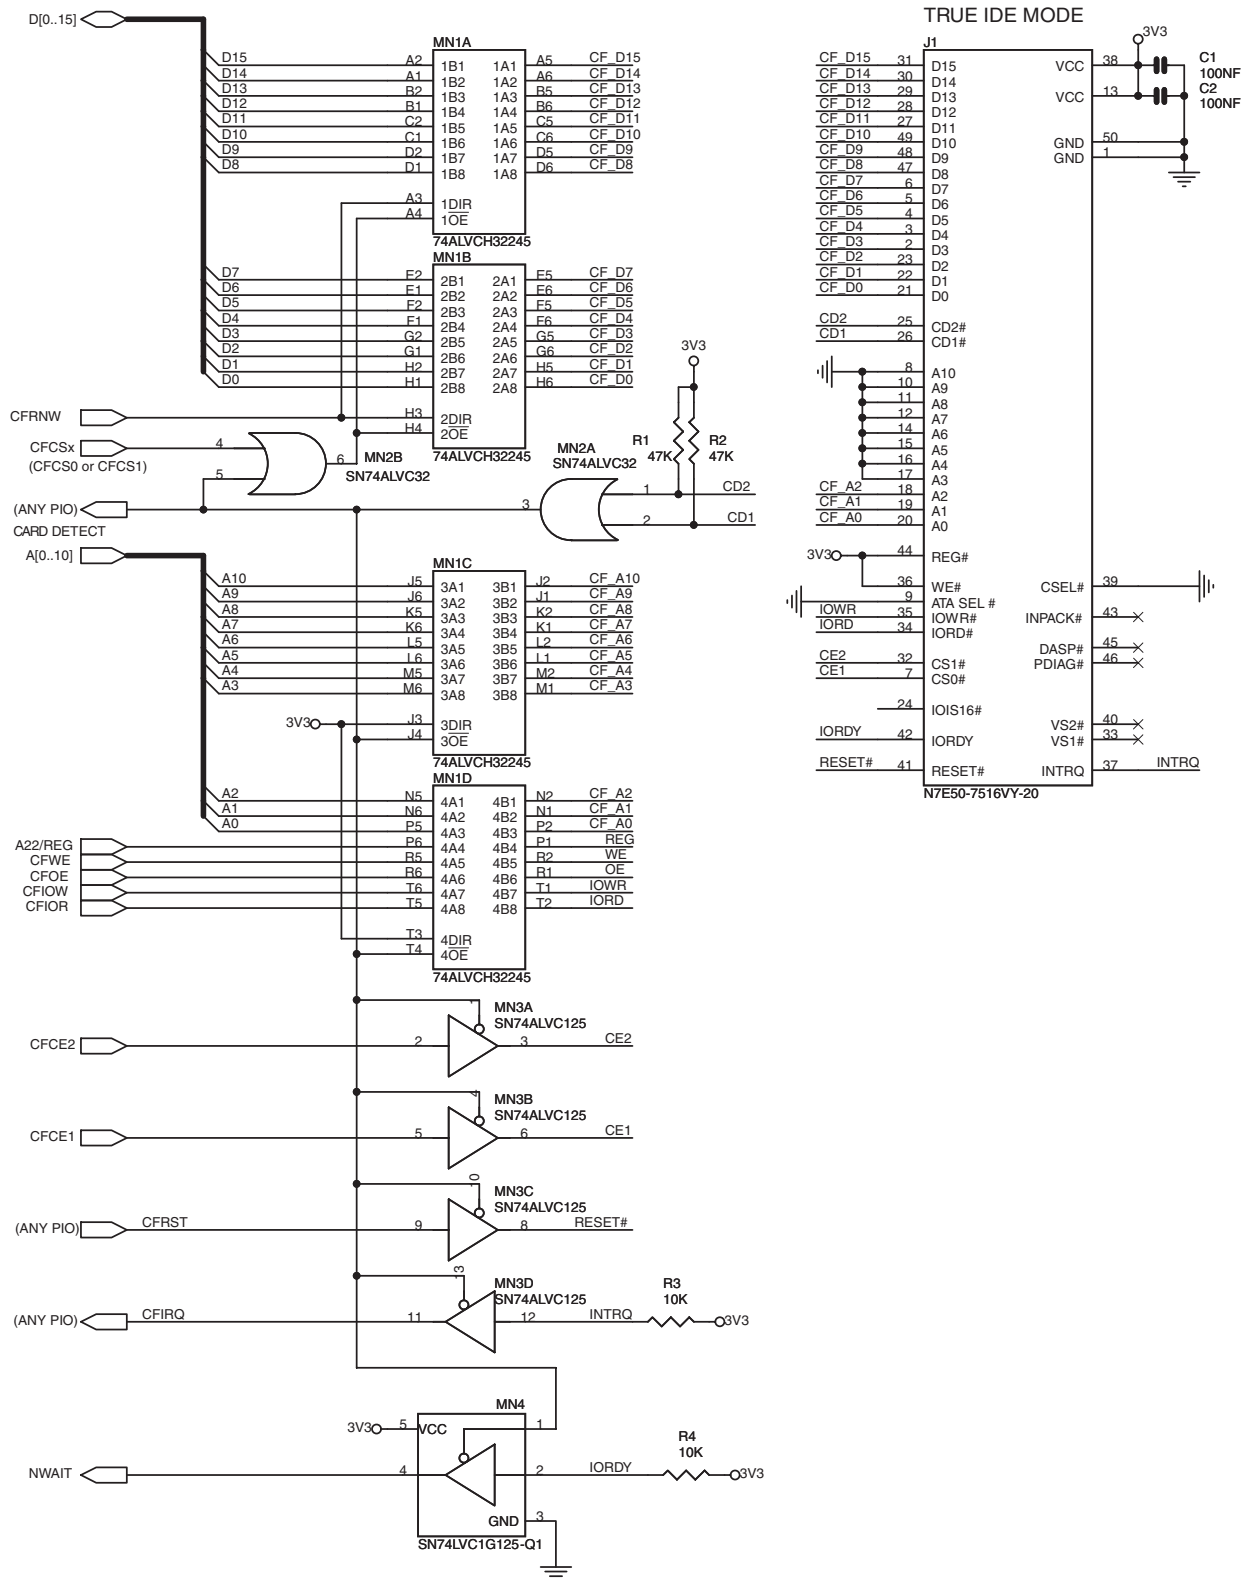 TRUE IDE MODE
D[0..15]
MN1A
D15 A2 1B1 1A1 A5 CF_D15
D14 A1 1B2 1A2 A6 CF_D14
D13 B2 1B3 1A3 B5 CF_D13
D12 B1 1B4 1A4 B6 CF_D12
D11 C2 1B5 1A5 C5 CF_D11
D10 C1 1B6 1A6 C6 CF_D10
D9 D2 1B7 1A7 D5 CF_D9
D8 D1 1B8 1A8 D6 CF_D8
A3 1DIR
A4 1OE
74ALVCH32245
MN1B
D7 E2 2B1 2A1 E5 CF_D7
D6 E1 2B2 2A2 E6 CF_D6
D5 F2 2B3 2A3 F5 CF_D5
D4 F1 2B4 2A4 F6 CF_D4
D3 G2 2B5 2A5 G5 CF_D3
D2 G1 2B6 2A6 G6 CF_D2
D1 H2 2B7 2A7 H5 CF_D1
D0 H1 2B8 2A8 H6 CF_D0
CFRNW H3 2DIR
H4 2OE
74ALVCH32245
CFCSx 4
(CFCS0 or CFCS1)
5
6
MN2B
SN74ALVC32
3V3
R1
47K
R2
47K
MN2A
SN74ALVC32
1 CD2
2 CD1
3
(ANY PIO)
CARD DETECT
A[0..10]
MN1C
A10 J5 3A1 3B1 J2 CF_A10
A9 J6 3A2 3B2 J1 CF_A9
A8 K5 3A3 3B3 K2 CF_A8
A7 K6 3A4 3B4 K1 CF_A7
A6 L5 3A5 3B5 L2 CF_A6
A5 L6 3A6 3B6 L1 CF_A5
A4 M5 3A7 3B7 M2 CF_A4
A3 M6 3A8 3B8 M1 CF_A3
3V3 J3 3DIR
J4 3OE
74ALVCH32245
MN1D
A2 N5 4A1 4B1 N2 CF_A2
A1 N6 4A2 4B2 N1 CF_A1
A0 P5 4A3 4B3 P2 CF_A0
A22/REG P6 4A4 4B4 P1 REG
CFWE R5 4A5 4B5 R2 WE
CFOE R6 4A6 4B6 R1 OE
CFIOW T6 4A7 4B7 T1 IOWR
CFIOR T5 4A8 4B8 T2 IORD
T3 4DIR
T4 4OE
74ALVCH32245
1 MN3A
SN74ALVC125
CFCE2 2 3 CE2
4 MN3B
SN74ALVC125
CFCE1 5 6 CE1
10 MN3C
SN74ALVC125
(ANY PIO) CFRST 9 8 RESET#
13 MN3D
SN74ALVC125
R3
10K
(ANY PIO) CFIRQ 11 12 INTRQ 3V3
MN4
3V3 5 VCC 1
R4
10K
NWAIT 4 2 IORDY 3V3
GND 3
SN74LVC1G125-Q1
J1
3V3
CF_D15 31 D15
CF_D14 30 D14
CF_D13 29 D13
CF_D12 28 D12
CF_D11 27 D11
CF_D10 49 D10
CF_D9 48 D9
CF_D8 47 D8
CF_D7 6 D7
CF_D6 5 D6
CF_D5 4 D5
CF_D4 3 D4
CF_D3 2 D3
CF_D2 23 D2
CF_D1 22 D1
CF_D0 21 D0
VCC 38
C1
100NF
VCC 13
C2
100NF
GND 50
GND 1
CD2 25 CD2#
CD1 26 CD1#
8 A10
10 A9
11 A8
12 A7
14 A6
15 A5
16 A4
17 A3
CF_A2 18 A2
CF_A1 19 A1
CF_A0 20 A0
3V3 44 REG#
36 WE#
9 ATA SEL #
IOWR 35 IOWR#
IORD 34 IORD#
CE2 32 CS1#
CE1 7 CS0#
24 IOIS16#
IORDY 42 IORDY
RESET# 41 RESET#
CSEL# 39
INPACK# 43
DASP# 45
PDIAG# 46
VS2# 40
VS1# 33
INTRQ 37 INTRQ
N7E50-7516VY-20